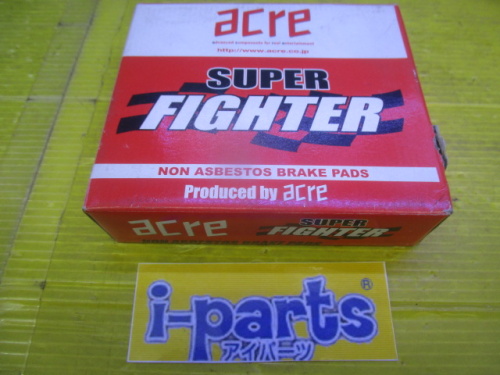 acre
http://www.acre.co.jp
SUPER
FIGHTER
NON ASBESTOS BRAKE PADS
Produced by acre
acre
SUPER
FIGHTER
i-parts®
アイパーツ